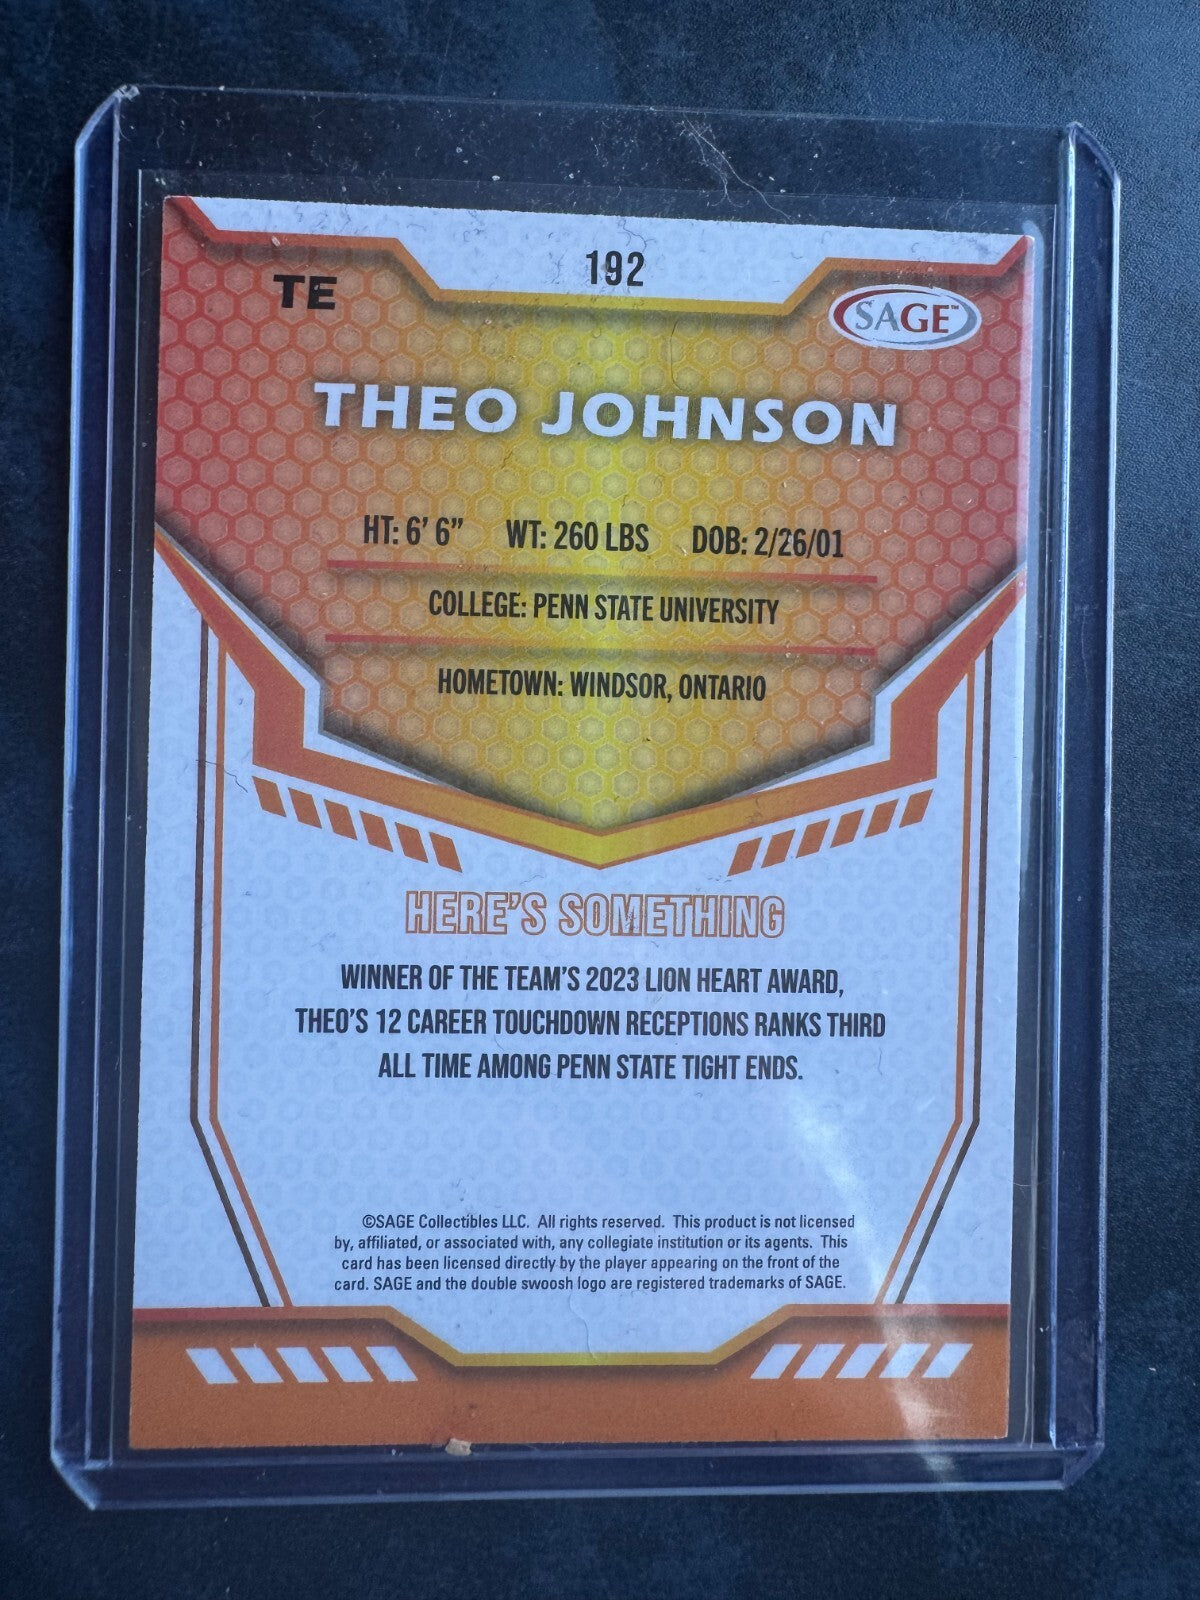 192
TE
SAGE™
THEO JOHNSON
HT: 6' 6" WT: 260 LBS DOB: 2/26/01
COLLEGE: PENN STATE UNIVERSITY
HOMETOWN: WINDSOR, ONTARIO
HERE'S SOMETHING
WINNER OF THE TEAM'S 2023 LION HEART AWARD,
THEO'S 12 CAREER TOUCHDOWN RECEPTIONS RANKS THIRD
ALL TIME AMONG PENN STATE TIGHT ENDS.
©SAGE Collectibles LLC. All rights reserved. This product is not licensed
by, affiliated, or associated with, any collegiate institution or its agents. This
card has been licensed directly by the player appearing on the front of the
card. SAGE and the double swoosh logo are registered trademarks of SAGE.